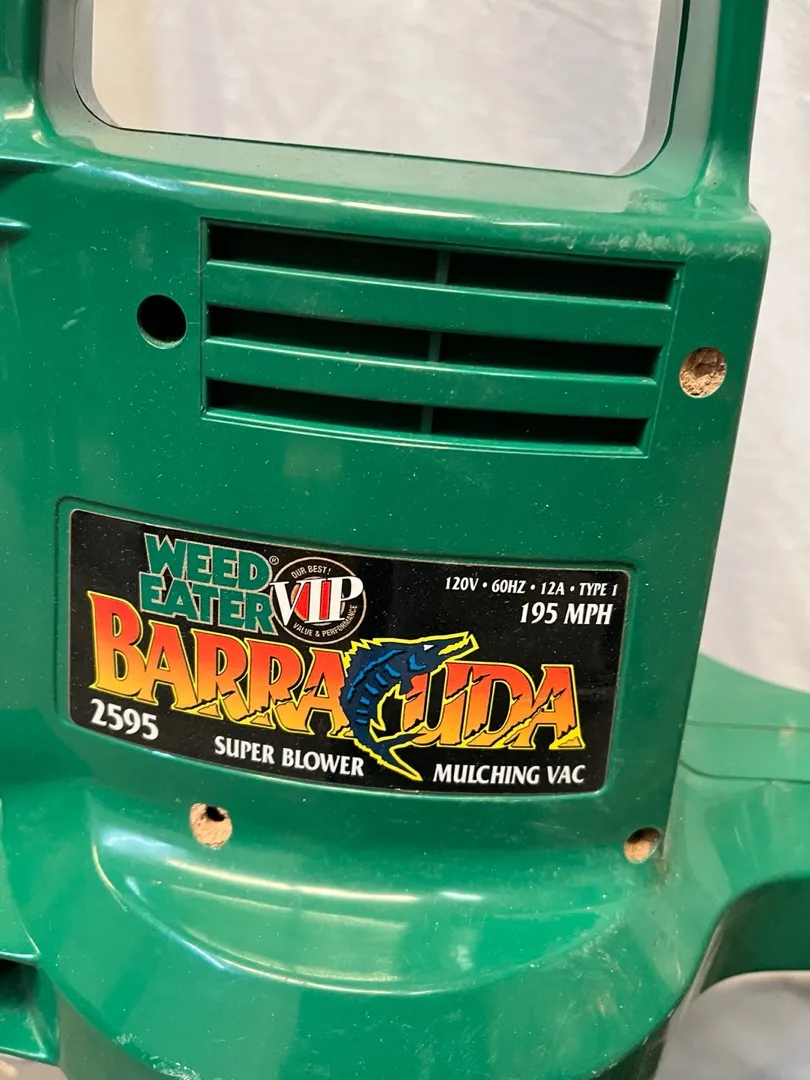 WEED
EATER®
OUR BEST!
VIP
VALUE & PERFORMANCE
120V • 60HZ • 12A • TYPE 1
195 MPH
BARRACUDA
2595
SUPER BLOWER
MULCHING VAC